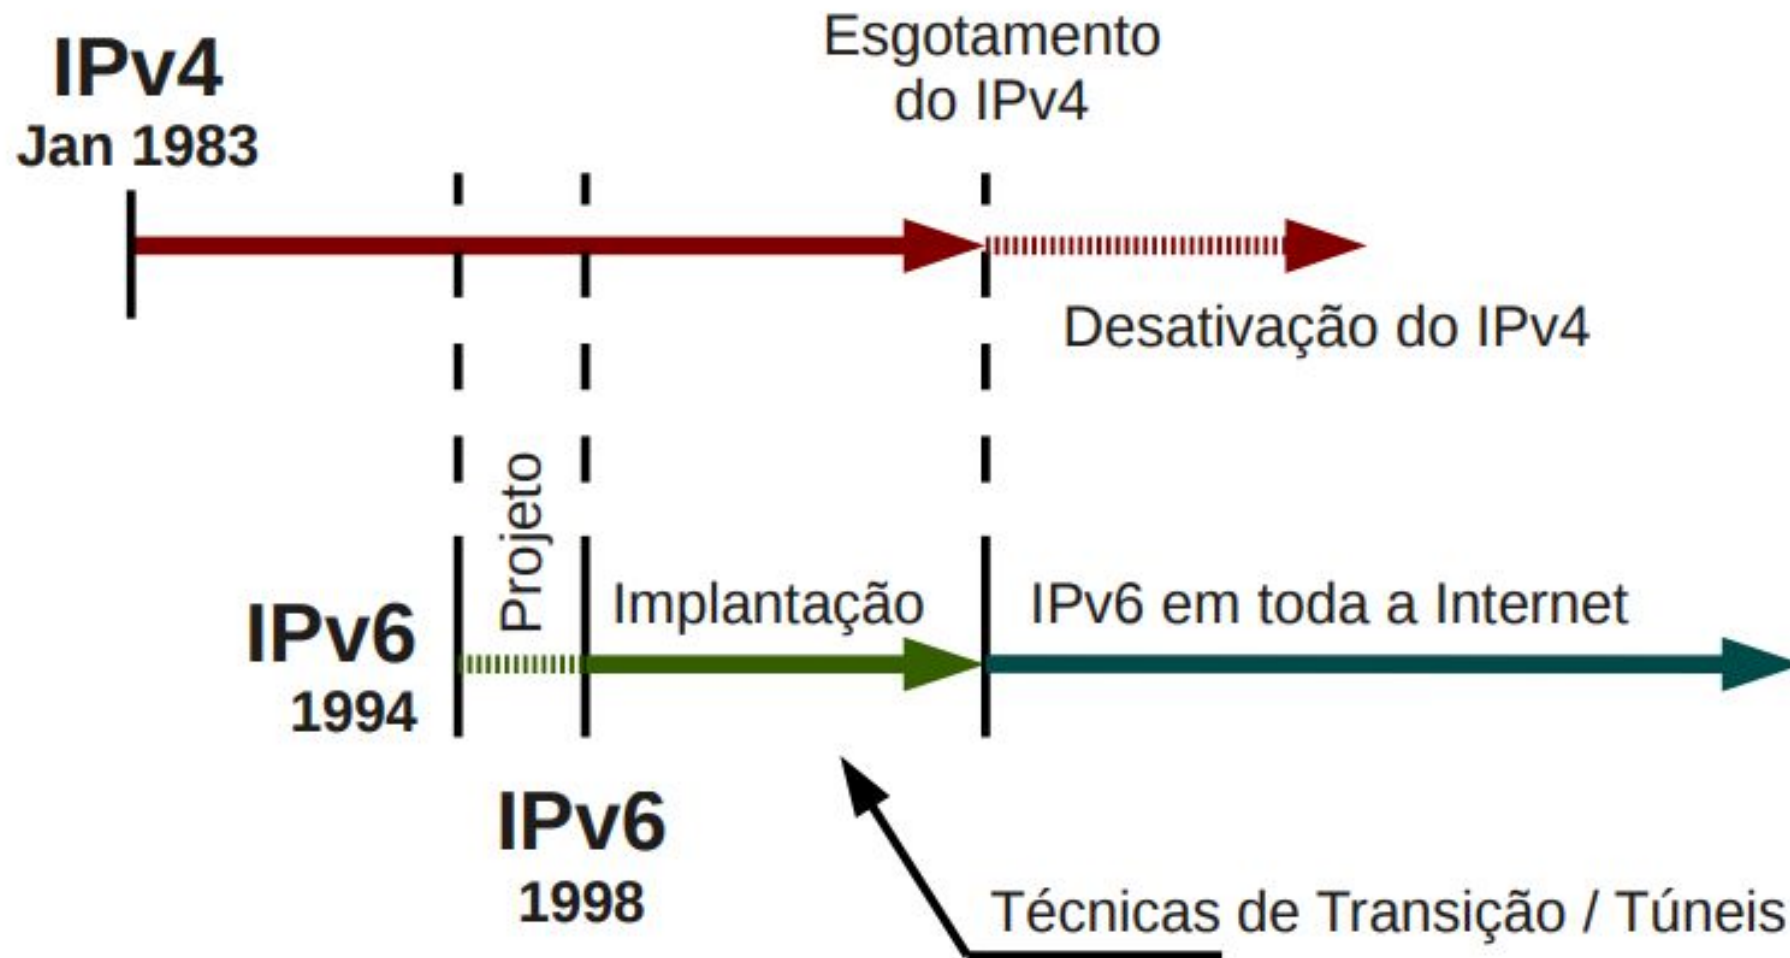 IPv4
Jan 1983
Esgotamento
do IPv4
Desativação do IPv4
Projeto
Implantação
IPv6 em toda a Internet
IPv6
1994
IPv6
1998
Técnicas de Transição / Túneis